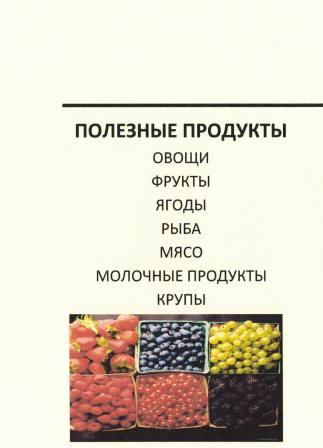 ПОЛЕЗНЫЕ ПРОДУКТЫ
ОВОЩИ
ФРУКТЫ
ЯГОДЫ
РЫБА
МЯСО
МОЛОЧНЫЕ ПРОДУКТЫ
КРУПЫ